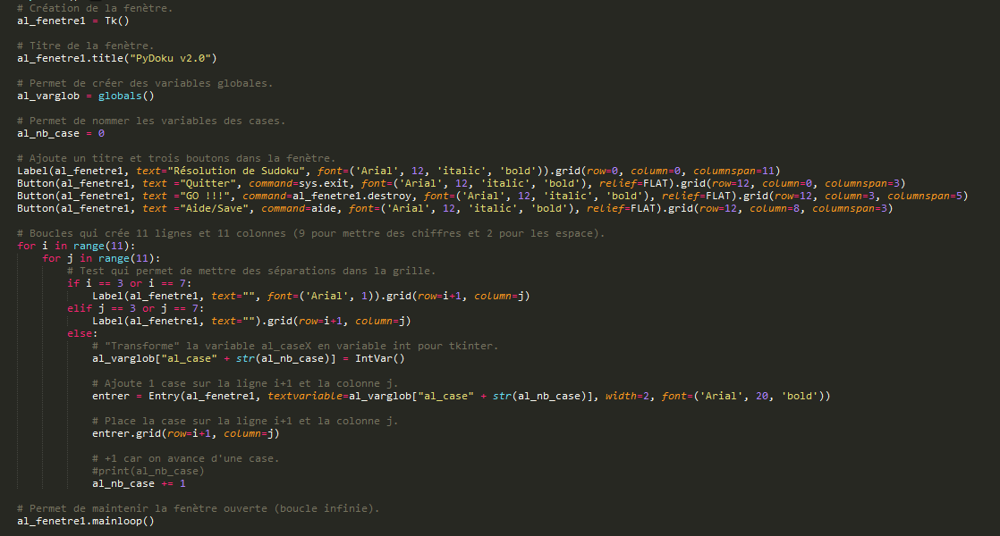 # Création de la fenêtre.
al_fenetre1 = Tk()
# Titre de la fenêtre.
al_fenetre1.title("PyDoku v2.0")
# Permet de créer des variables globales.
al_varglob = globals()
# Permet de nommer les variables des cases.
al_nb_case = 0
# Ajoute un titre et trois boutons dans la fenêtre.
Label(al_fenetre1, text="Résolution de Sudoku", font=('Arial', 12, 'italic', 'bold')).grid(row=0, column=0, columnspan=11)
Button(al_fenetre1, text ="Quitter", command=sys.exit, font=('Arial', 12, 'italic', 'bold'), relief=FLAT).grid(row=12, column=0, columnspan=3)
Button(al_fenetre1, text ="GO !!!", command=al_fenetre1.destroy, font=('Arial', 12, 'italic', 'bold'), relief=FLAT).grid(row=12, column=3, columnspan=5)
Button(al_fenetre1, text ="Aide/Save", command=aide, font=('Arial', 12, 'italic', 'bold'), relief=FLAT).grid(row=12, column=8, columnspan=3)
# Boucles qui crée 11 lignes et 11 colonnes (9 pour mettre des chiffres et 2 pour les espace).
for i in range(11):
for j in range(11):
# Test qui permet de mettre des séparations dans la grille.
if i == 3 or i == 7:
Label(al_fenetre1, text="", font=('Arial', 1)).grid(row=i+1, column=j)
elif j == 3 or j == 7:
Label(al_fenetre1, text="").grid(row=i+1, column=j)
else:
# "Transforme" la variable al_caseX en variable int pour tkinter.
al_varglob["al_case" + str(al_nb_case)] = IntVar()
# Ajoute 1 case sur la ligne i+1 et la colonne j.
entrer = Entry(al_fenetre1, textvariable=al_varglob["al_case" + str(al_nb_case)], width=2, font=('Arial', 20, 'bold'))
# Place la case sur la ligne i+1 et la colonne j.
entrer.grid(row=i+1, column=j)
# +1 car on avance d'une case.
#print(al_nb_case)
al_nb_case += 1
# Permet de maintenir la fenêtre ouverte (boucle infinie).
al_fenetre1.mainloop()